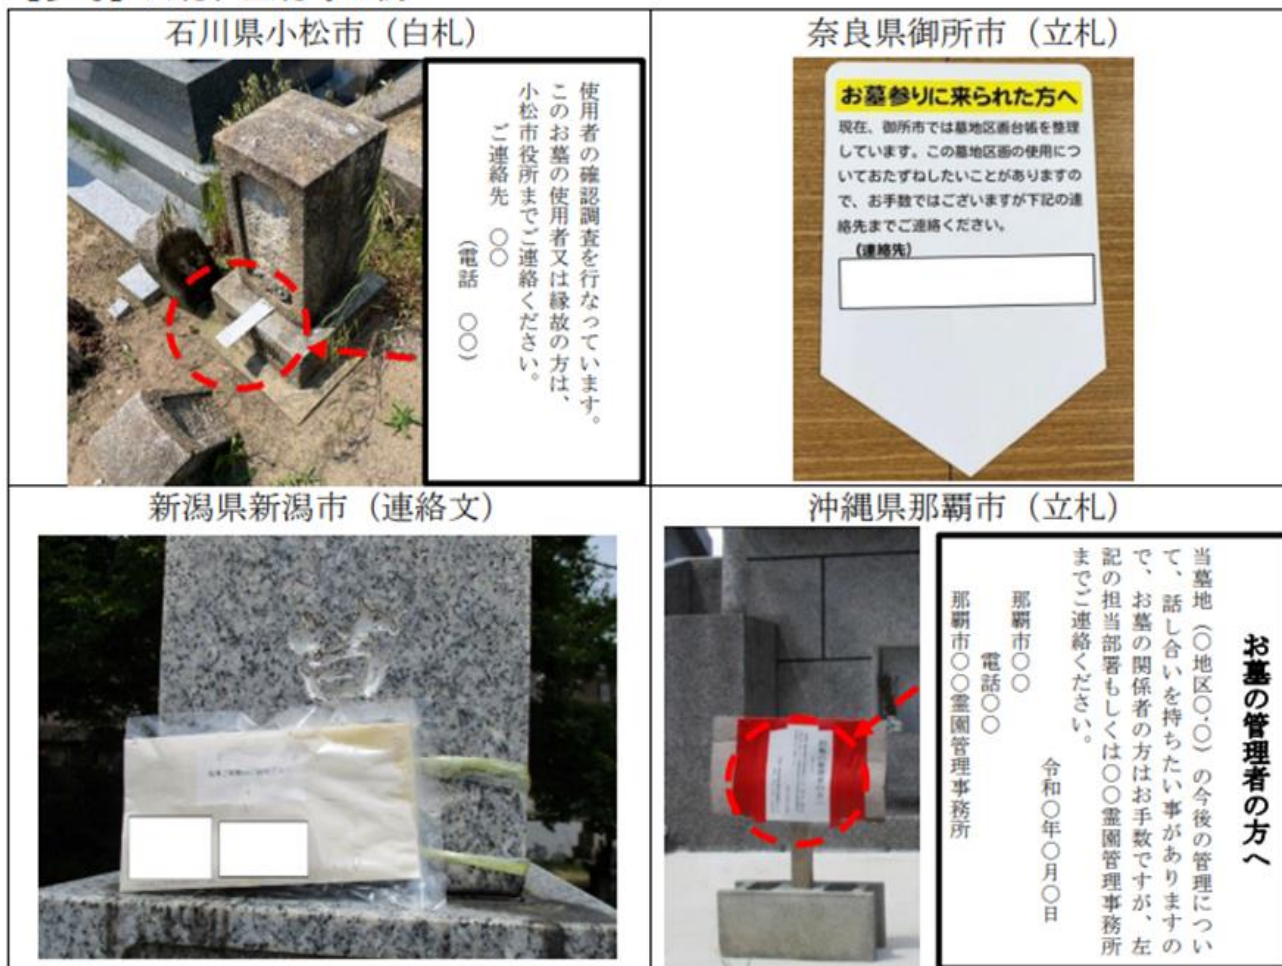 石川県小松市（白札）
使用者の確認調査を行なっています。
このお墓の使用者又は縁故の方は、
小松市役所までご連絡ください。
ご連絡先　〇〇
（電話　〇〇）
奈良県御所市（立札）
お墓参りに来られた方へ
現在、御所市では墓地区画台帳を整理
しています。この墓地区画の使用につ
いておたずねしたいことがありますの
で、お手数ではございますが下記の連
絡先までご連絡ください。
（連絡先）
新潟県新潟市（連絡文）
沖縄県那覇市（立札）
お墓の管理者の方へ
当墓地（〇地区〇-〇）の今後の管理につい
て、話し合いを持ちたい事がありますの
で、お墓の関係者の方はお手数ですが、左
記の担当部署もしくは〇〇霊園管理事務所
までご連絡ください。
令和〇年〇月〇日
那覇市〇〇
電話〇〇
那覇市〇〇霊園管理事務所